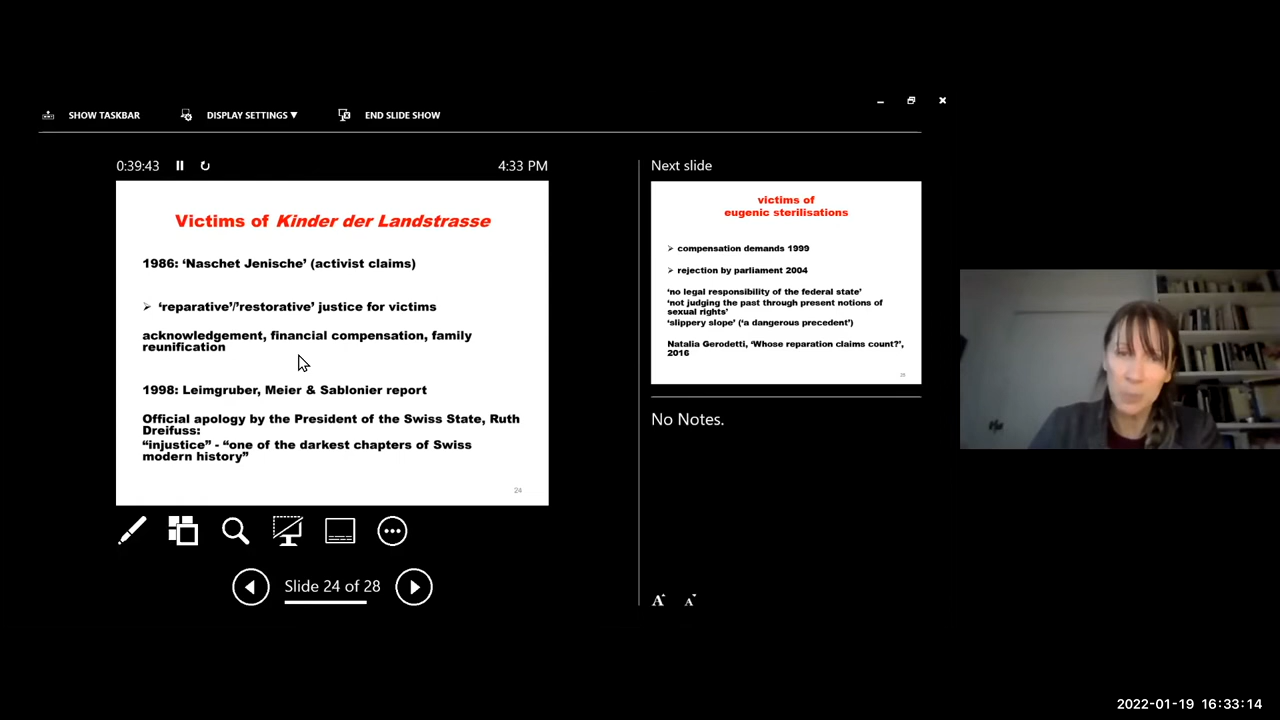 SHOW TASKBAR
DISPLAY SETTINGS ▼
END SLIDE SHOW
0:39:43
4:33 PM
Victims of Kinder der Landstrasse
1986: ‘Naschet Jenische’ (activist claims)
➢ ‘reparative’/‘restorative’ justice for victims
acknowledgement, financial compensation, family
reunification
1998: Leimgruber, Meier & Sablonier report
Official apology by the President of the Swiss State, Ruth
Dreifuss:
“injustice” - “one of the darkest chapters of Swiss
modern history”
24
Slide 24 of 28
Next slide
victims of
eugenic sterilisations
➢ compensation demands 1999
➢ rejection by parliament 2004
‘no legal responsibility of the federal state’
‘not judging the past through present notions of
sexual rights’
‘slippery slope’ (‘a dangerous precedent’)
Natalia Gerodetti, ‘Whose reparation claims count?’,
2016
25
No Notes.
A A
2022-01-19 16:33:14